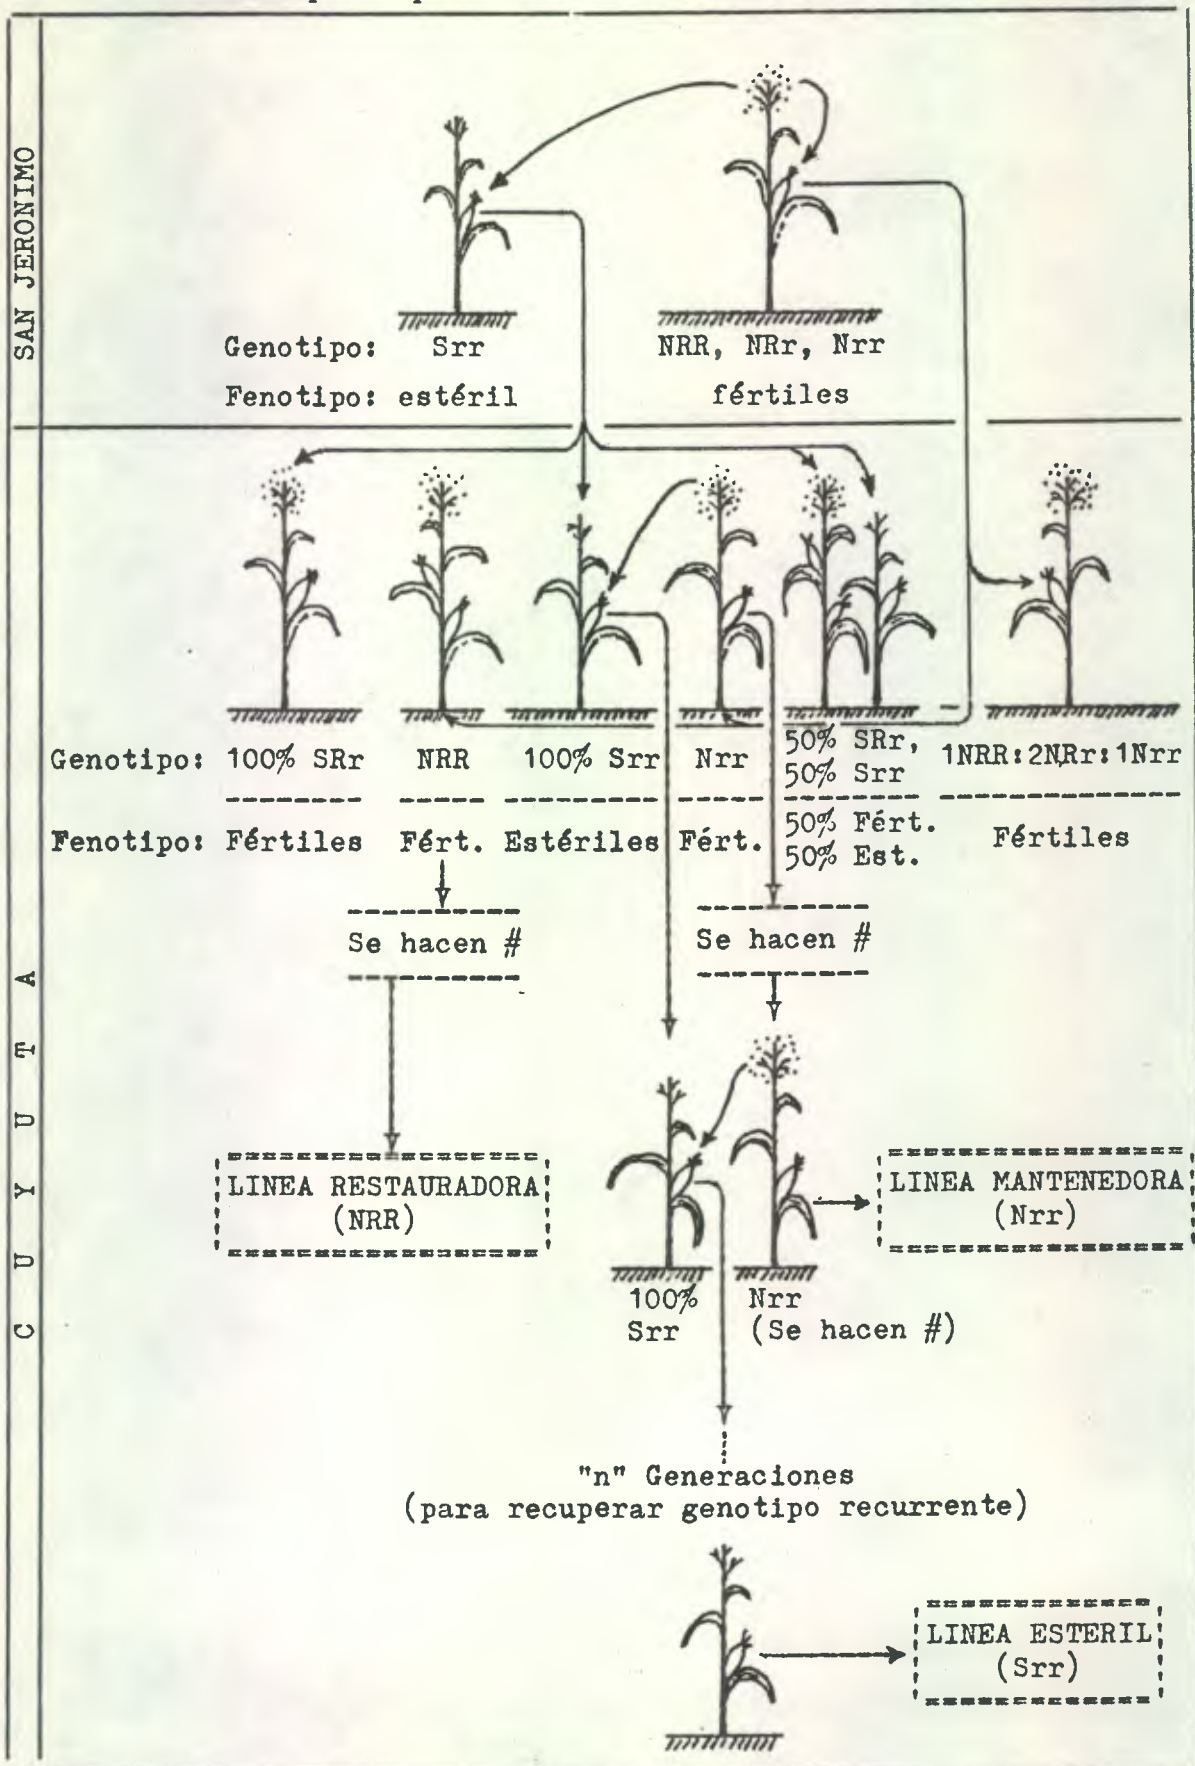 SAN JERONIMO
Genotipo: Srr NRR, NRr, Nrr
Fenotipo: estéril fértiles
CUYUTA
Genotipo: 100% SRr NRR 100% Srr Nrr 50% SRr, 50% Srr 1NRR:2NRr:1Nrr
Fenotipo: Fértiles Fért. Estériles Fért. 50% Fért. 50% Est. Fértiles
Se hacen #
Se hacen #
LINEA RESTAURADORA
(NRR)
LINEA MANTENEDORA
(Nrr)
100%
Srr
Nrr
(Se hacen #)
"n" Generaciones
(para recuperar genotipo recurrente)
LINEA ESTERIL
(Srr)